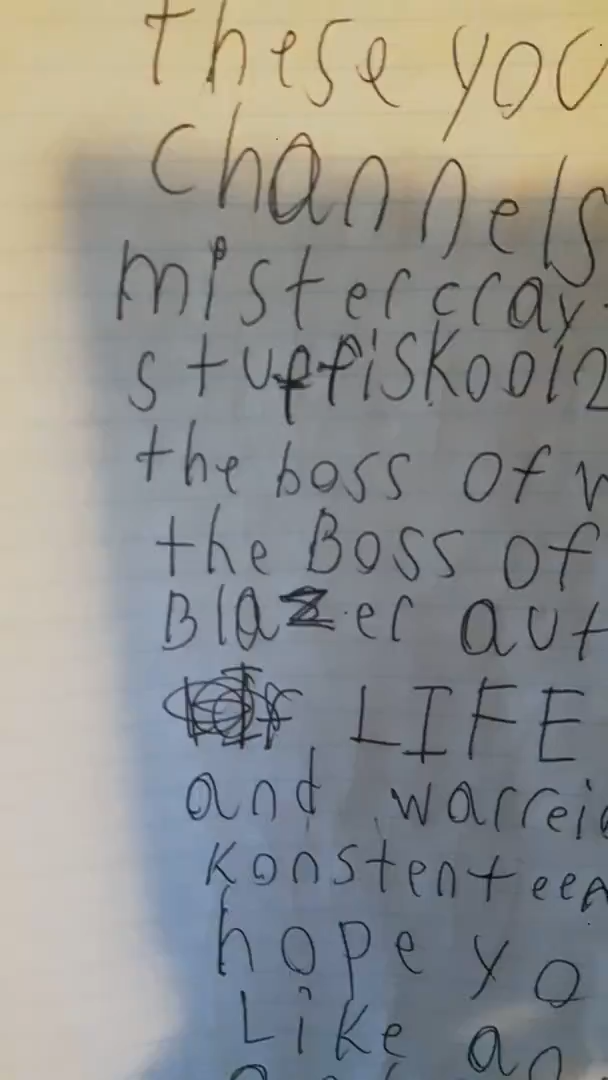 these you
channels
mistercray
stuffiskool2
the boss of
the Boss of
Blazer aut
LIFE
and warrei
konstenteen
hope yo
Like an